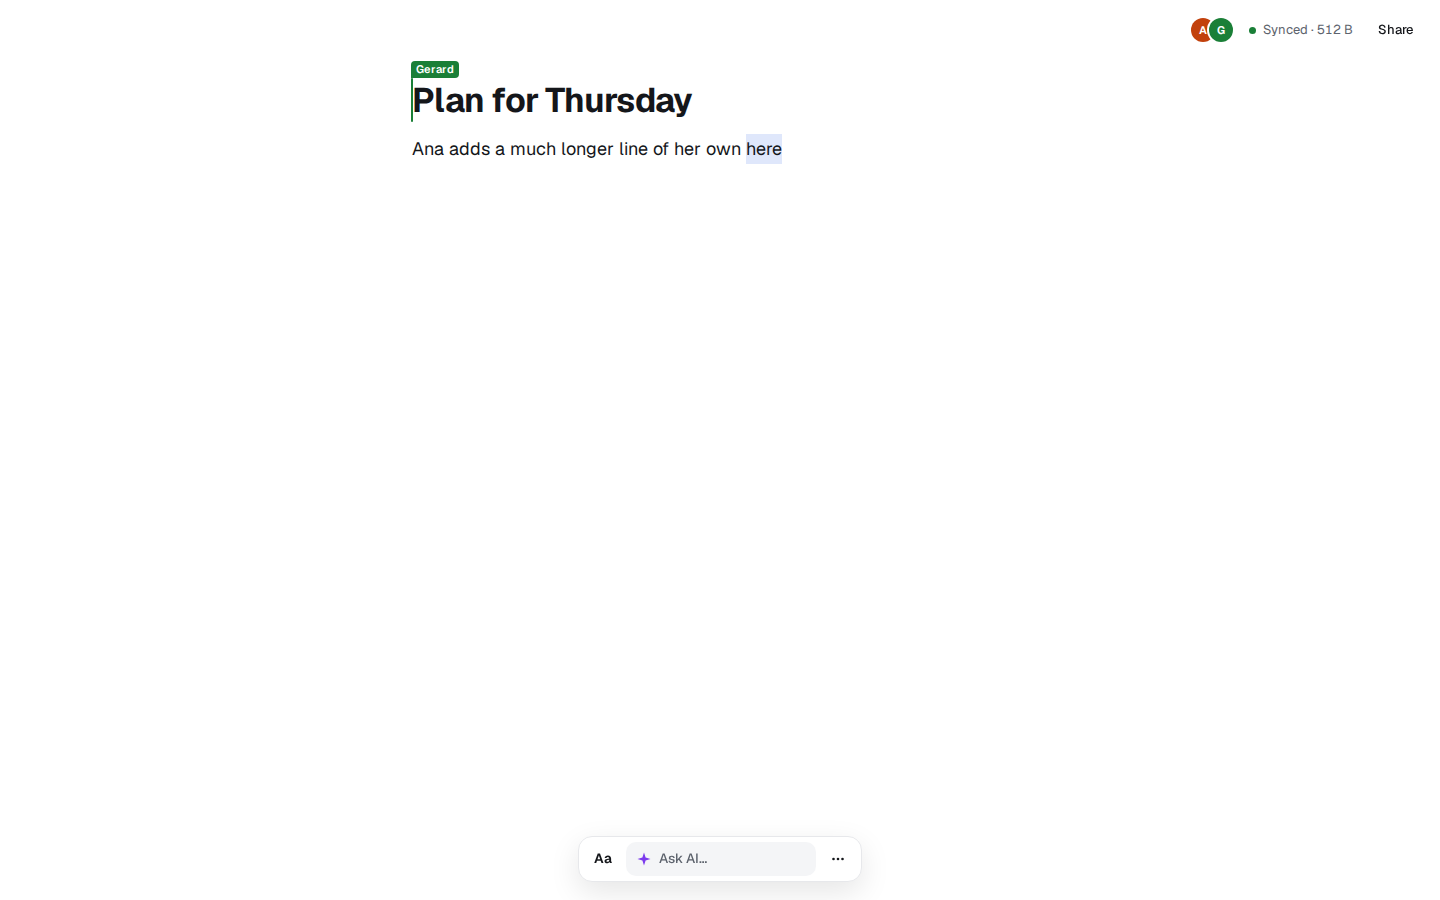 A G Synced · 512 B Share
Gerard
Plan for Thursday
Ana adds a much longer line of her own here
Aa Ask AI...